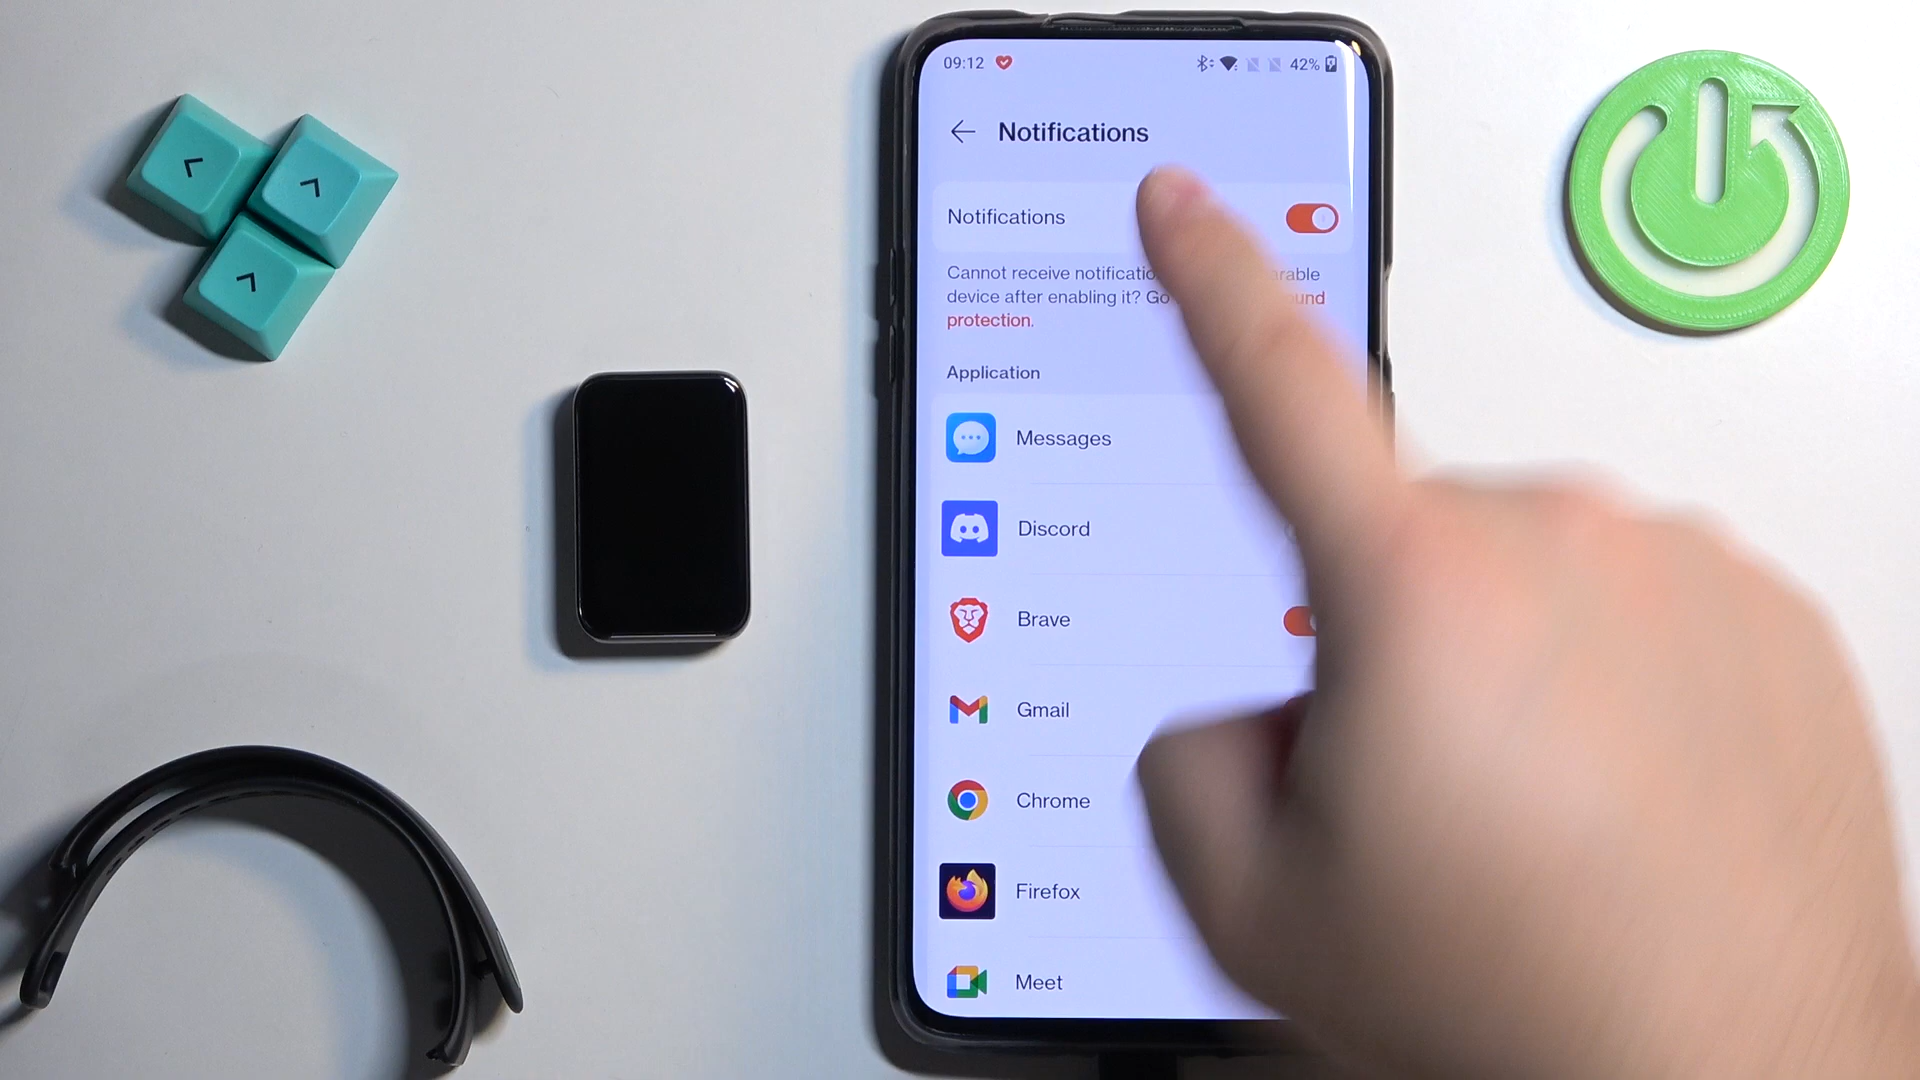 09:12 42%
Notifications
Notifications
Cannot receive notificatio rable
device after enabling it? Go und
protection.
Application
Messages
Discord
Brave
Gmail
Chrome
Firefox
Meet